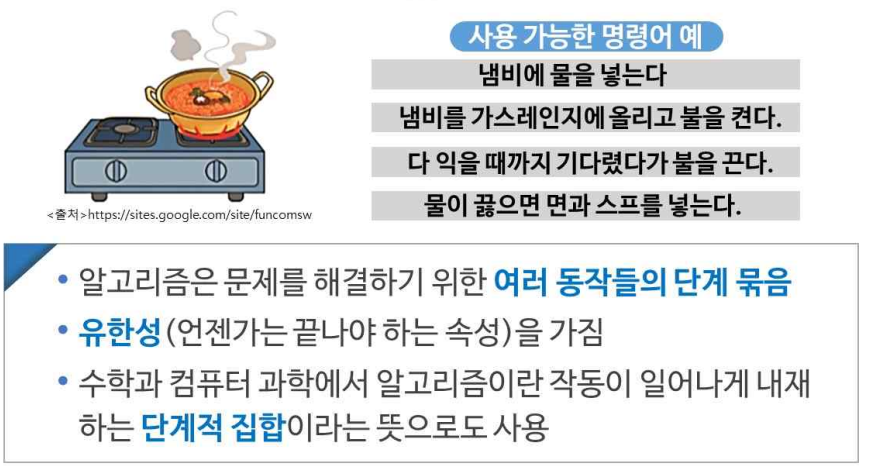 사용 가능한 명령어 예
냄비에 물을 넣는다
냄비를 가스레인지에 올리고 불을 켠다.
다 익을 때까지 기다렸다가 불을 끈다.
물이 끓으면 면과 스프를 넣는다.
<출처>https://sites.google.com/site/funcomsw
• 알고리즘은 문제를 해결하기 위한 여러 동작들의 단계 묶음
• 유한성(언젠가는 끝나야 하는 속성)을 가짐
• 수학과 컴퓨터 과학에서 알고리즘이란 작동이 일어나게 내재
하는 단계적 집합이라는 뜻으로도 사용